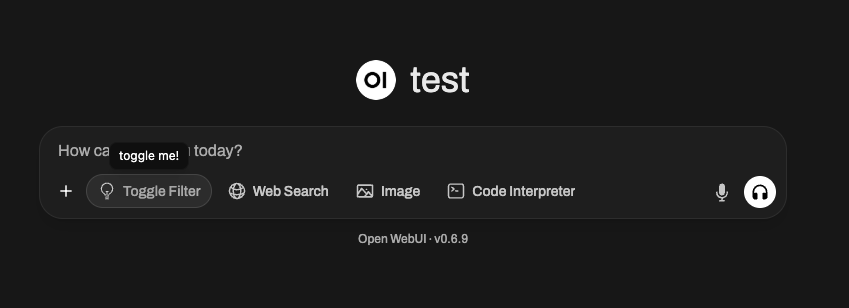 OI test
How ca
today?
toggle me!
Toggle Filter
Web Search
Image
Code Interpreter
Open WebUI · v0.6.9